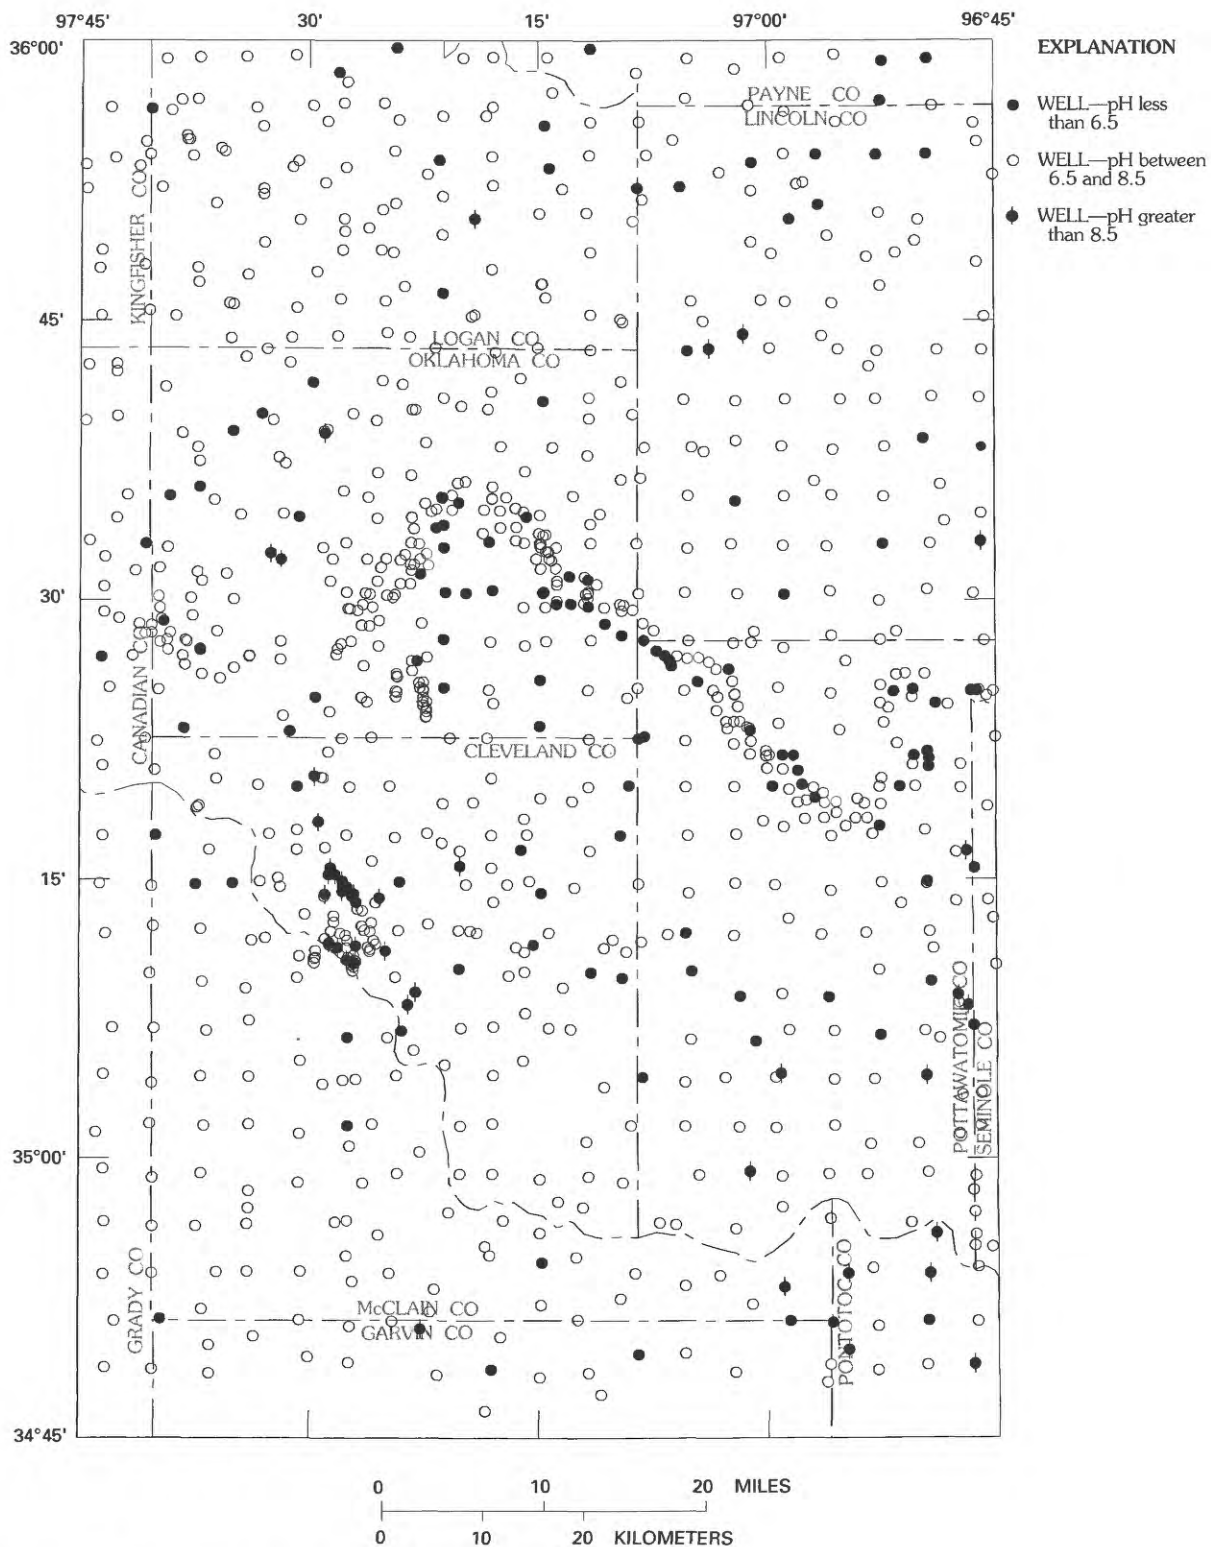 97°45' 30' 15' 97°00' 96°45'
36°00'
EXPLANATION
WELL—pH less
than 6.5
WELL—pH between
6.5 and 8.5
WELL—pH greater
than 8.5
PAYNE CO
LINCOLN CO
KINGFISHER CO
45'
LOGAN CO
OKLAHOMA CO
30'
CANADIAN CO
CLEVELAND CO
15'
POTTAWATOMIE CO
SEMINOLE CO
35°00'
GRADY CO
McCLAIN CO
GARVIN CO
PONTOTOC CO
34°45'
0 10 20 MILES
0 10 20 KILOMETERS